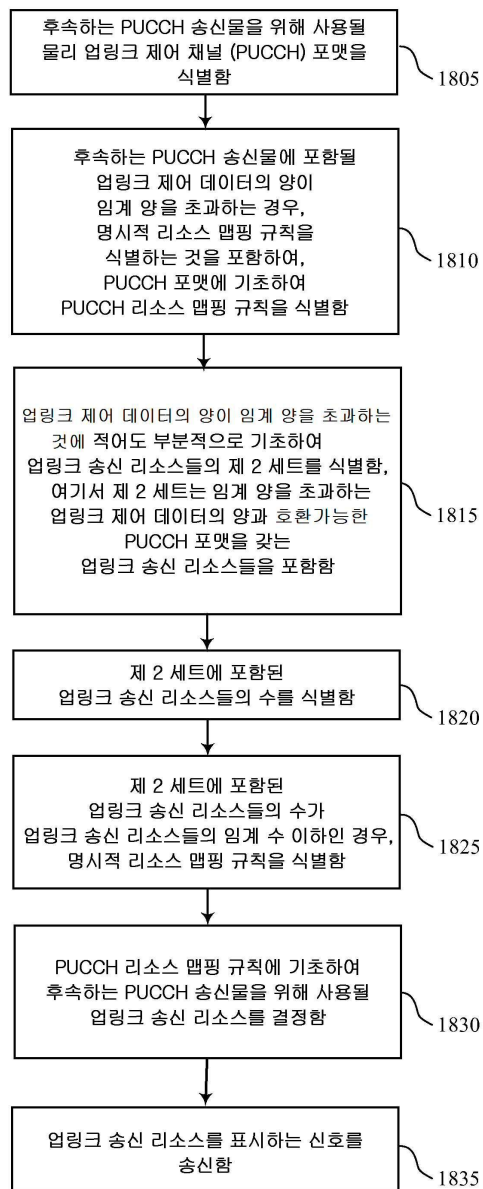 후속하는 PUCCH 송신물을 위해 사용될
물리 업링크 제어 채널 (PUCCH) 포맷을
식별함
1805
후속하는 PUCCH 송신물에 포함될
업링크 제어 데이터의 양이
임계 양을 초과하는 경우,
명시적 리소스 맵핑 규칙을
식별하는 것을 포함하여,
PUCCH 포맷에 기초하여
PUCCH 리소스 맵핑 규칙을 식별함
1810
업링크 제어 데이터의 양이 임계 양을 초과하는
것에 적어도 부분적으로 기초하여
업링크 송신 리소스들의 제 2 세트를 식별함,
여기서 제 2 세트는 임계 양을 초과하는
업링크 제어 데이터의 양과 호환가능한
PUCCH 포맷을 갖는
업링크 송신 리소스들을 포함함
1815
제 2 세트에 포함된
업링크 송신 리소스들의 수를 식별함
1820
제 2 세트에 포함된
업링크 송신 리소스들의 수가
업링크 송신 리소스들의 임계 수 이하인 경우,
명시적 리소스 맵핑 규칙을 식별함
1825
PUCCH 리소스 맵핑 규칙에 기초하여
후속하는 PUCCH 송신물을 위해 사용될
업링크 송신 리소스를 결정함
1830
업링크 송신 리소스를 표시하는 신호를
송신함
1835